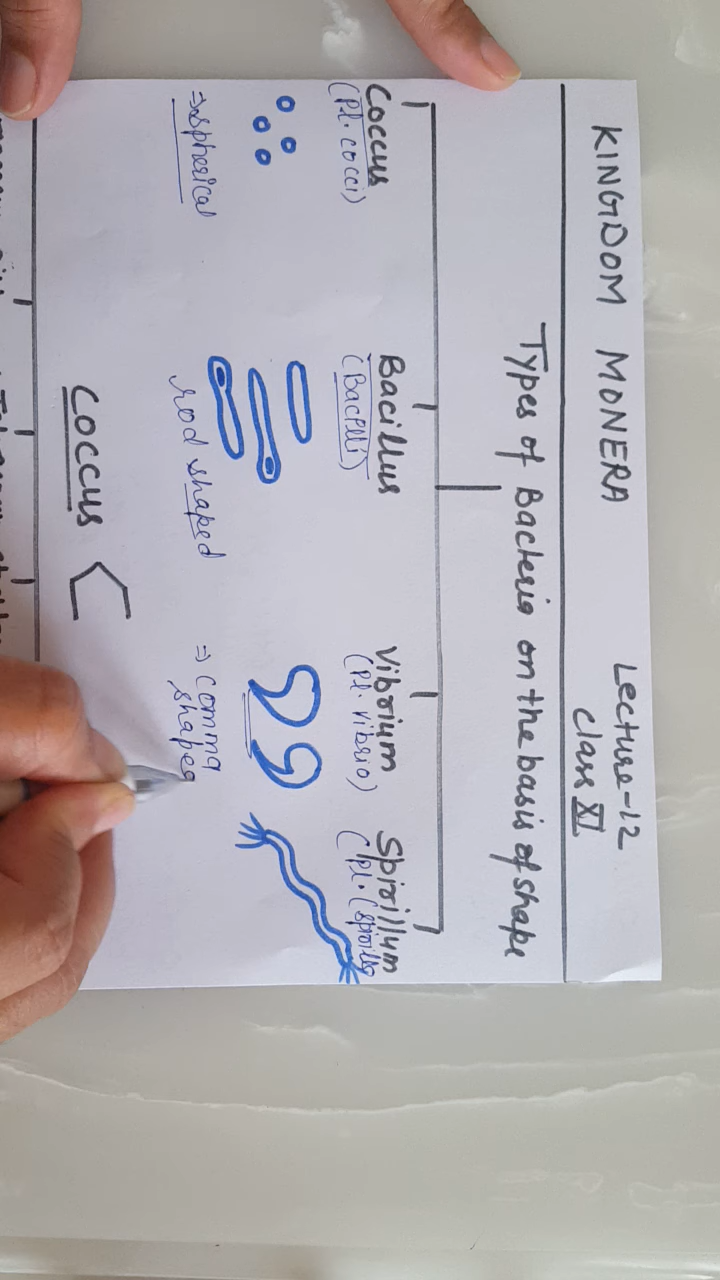 KINGDOM MONERA
Lecture-12
Class XI
Types of Bacteria on the basis of shape
Coccus
(Pl. cocci)
⇒ spherical
Bacillus
(Bacilli)
rod shaped
Vibrium
(Pl. vibrio)
⇒ comma
shaped
Spirillum
(Pl. (spirilla
Coccus